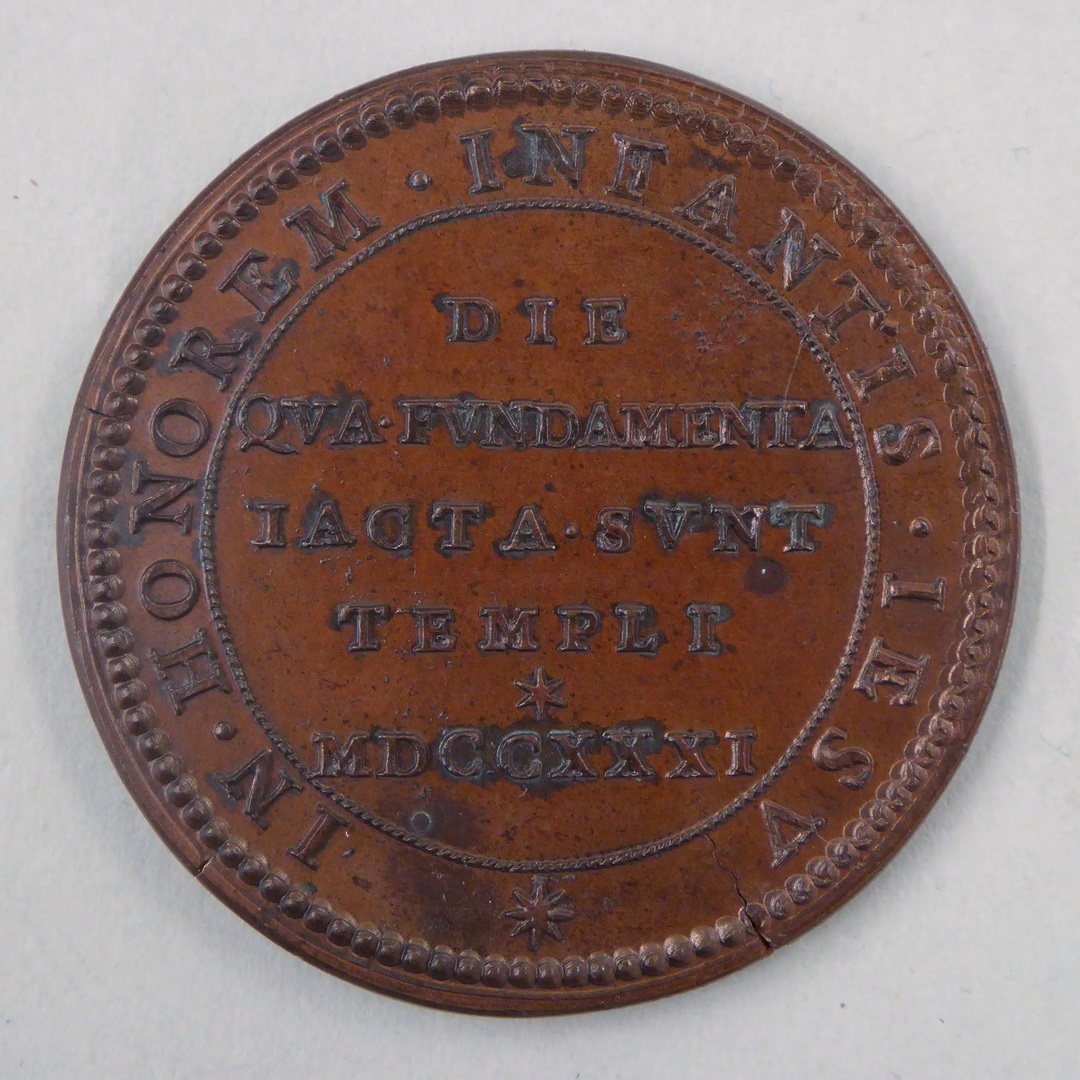 IN · HONOREM · INFANTIS · IESV
DIE
QVA · FVNDAMENTA
IACTA · SVNT
TEMPLI
MDCCXXXI